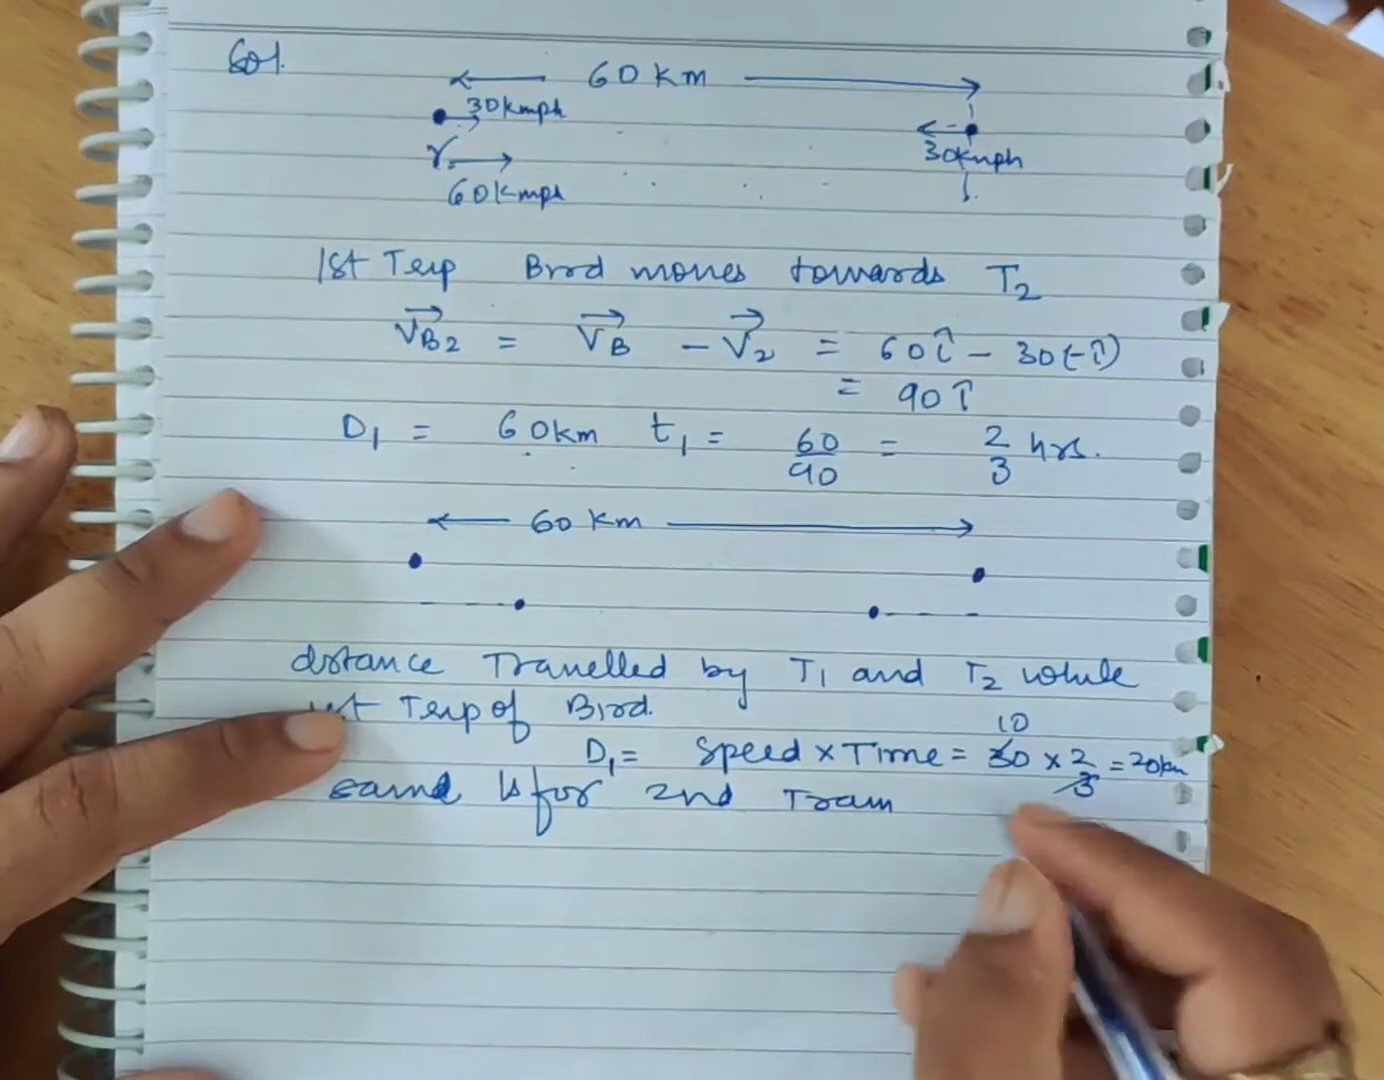 Sol.
60 km
30kmph
30kmph
60kmph
1st Trip Bird moves towards T₂
V⃗B2 = V⃗B - V⃗2 = 60î - 30(-î)
= 90î
D₁ = 60km t₁ = 60/90 = 2/3 hrs.
60 km
distance Travelled by T₁ and T₂ while
1st Trip of Bird.
10
D₁ = Speed × Time = 30 × 2/3 = 20km
same is for 2nd Train